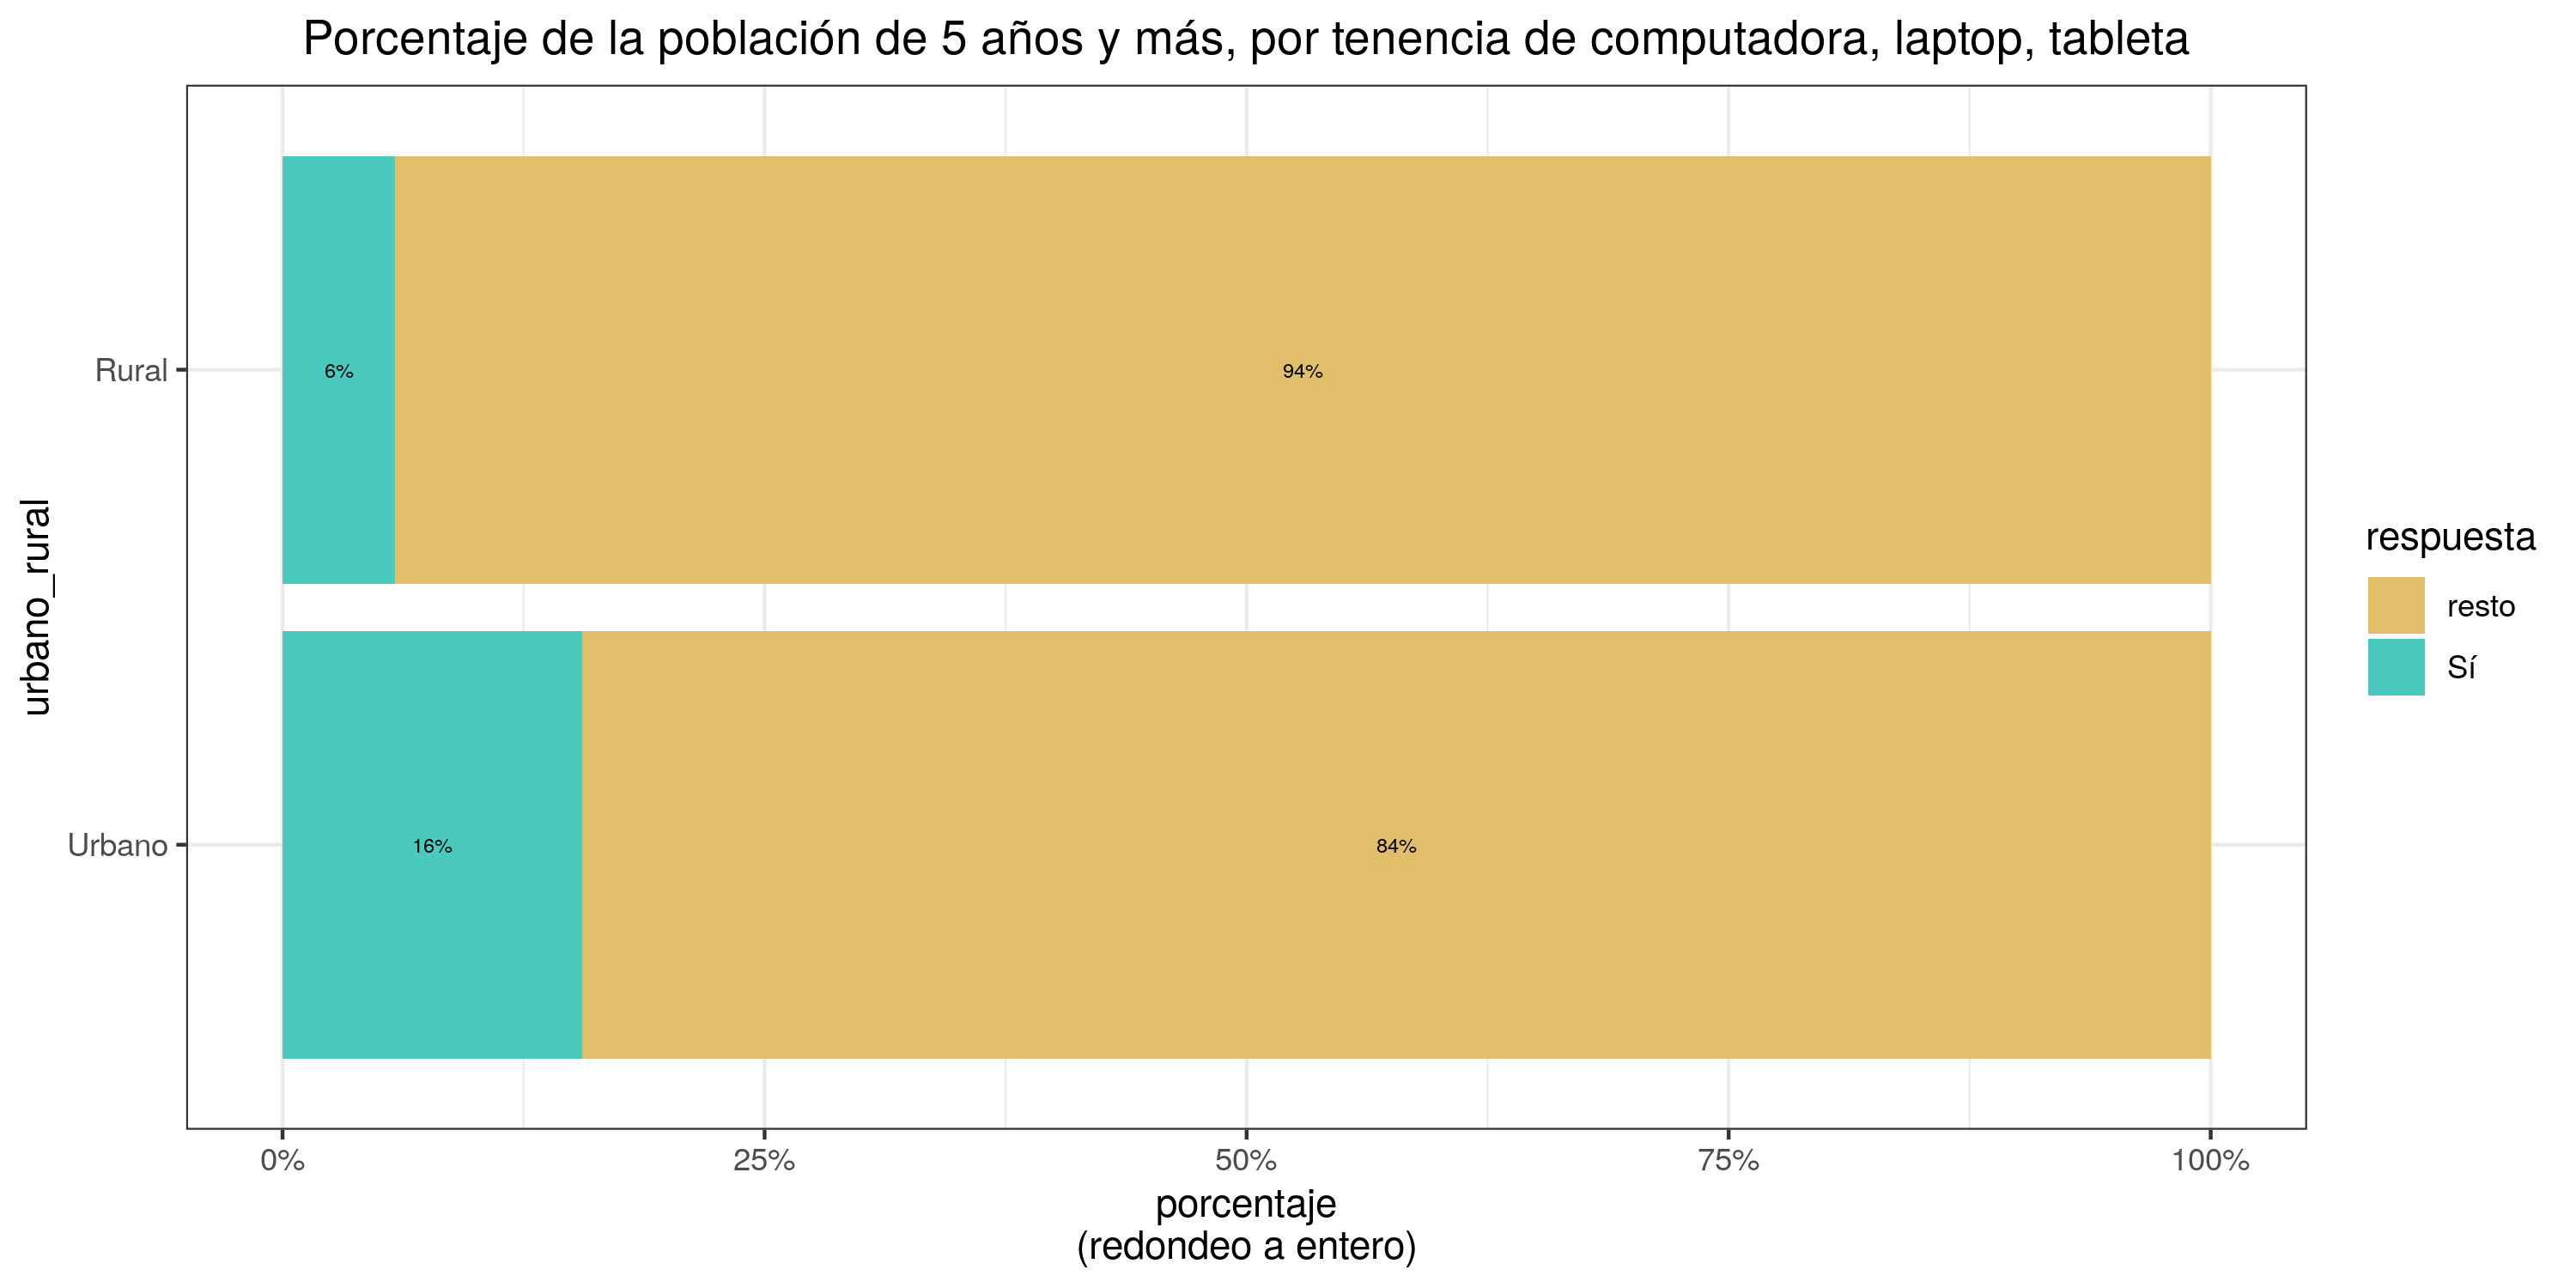 Porcentaje de la población de 5 años y más, por tenencia de computadora, laptop, tableta
urbano_rural
Rural
6%
94%
Urbano
16%
84%
0%
25%
50%
75%
100%
porcentaje
(redondeo a entero)
respuesta
resto
Sí